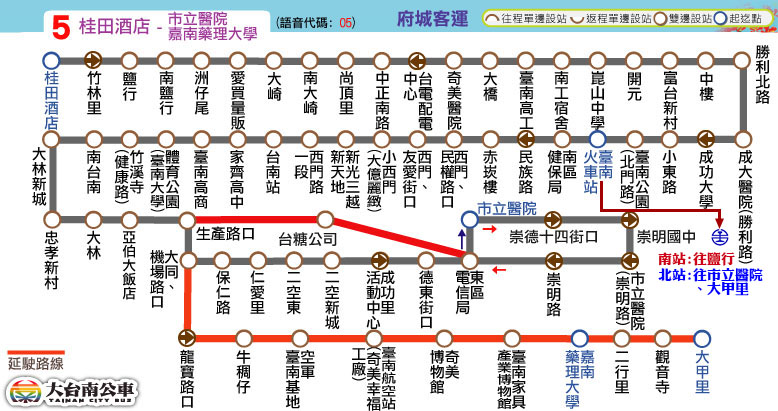 5 桂田酒店 - 市立醫院
嘉南藥理大學
(語音代碼: 05)
府城客運
往程單邊設站 返程單邊設站 雙邊設站 起迄點
桂田酒店
竹林里
鹽行
南鹽行
洲仔尾
愛買量販
大崎
南大崎
尚頂里
中正南路
台電配電中心
奇美醫院
大橋
臺南高工
南工宿舍
崑山中學
開元
富台新村
中樓
勝利北路
大林新城
南台南
竹溪寺(健康路)
體育公園(臺南大學)
臺南高商
家齊高中
台南站
西門路一段
新光三越新天地
小西門(大億麗緻)
西門、友愛街口
西門、民權路口
赤崁樓
民族路
南區健保局
臺南火車站
臺南公園(北門路)
小東路
成功大學
成大醫院(勝利路)
忠孝新村
大林
亞伯大飯店
大同、機場路口
生產路口
台糖公司
市立醫院
崇德十四街口
崇明國中
南站:往鹽行
北站:往市立醫院、大甲里
保仁路
仁愛里
二空東
二空新城
成功里活動中心
德東街口
東區電信局
崇明路
市立醫院(崇明路)
龍寶路口
牛稠仔
空軍臺南基地
臺南航空站(奇美幸福工廠)
奇美博物館
臺南家具產業博物館
嘉南藥理大學
二行里
觀音寺
大甲里
延駛路線
大台南公車
TAINAN CITY BUS